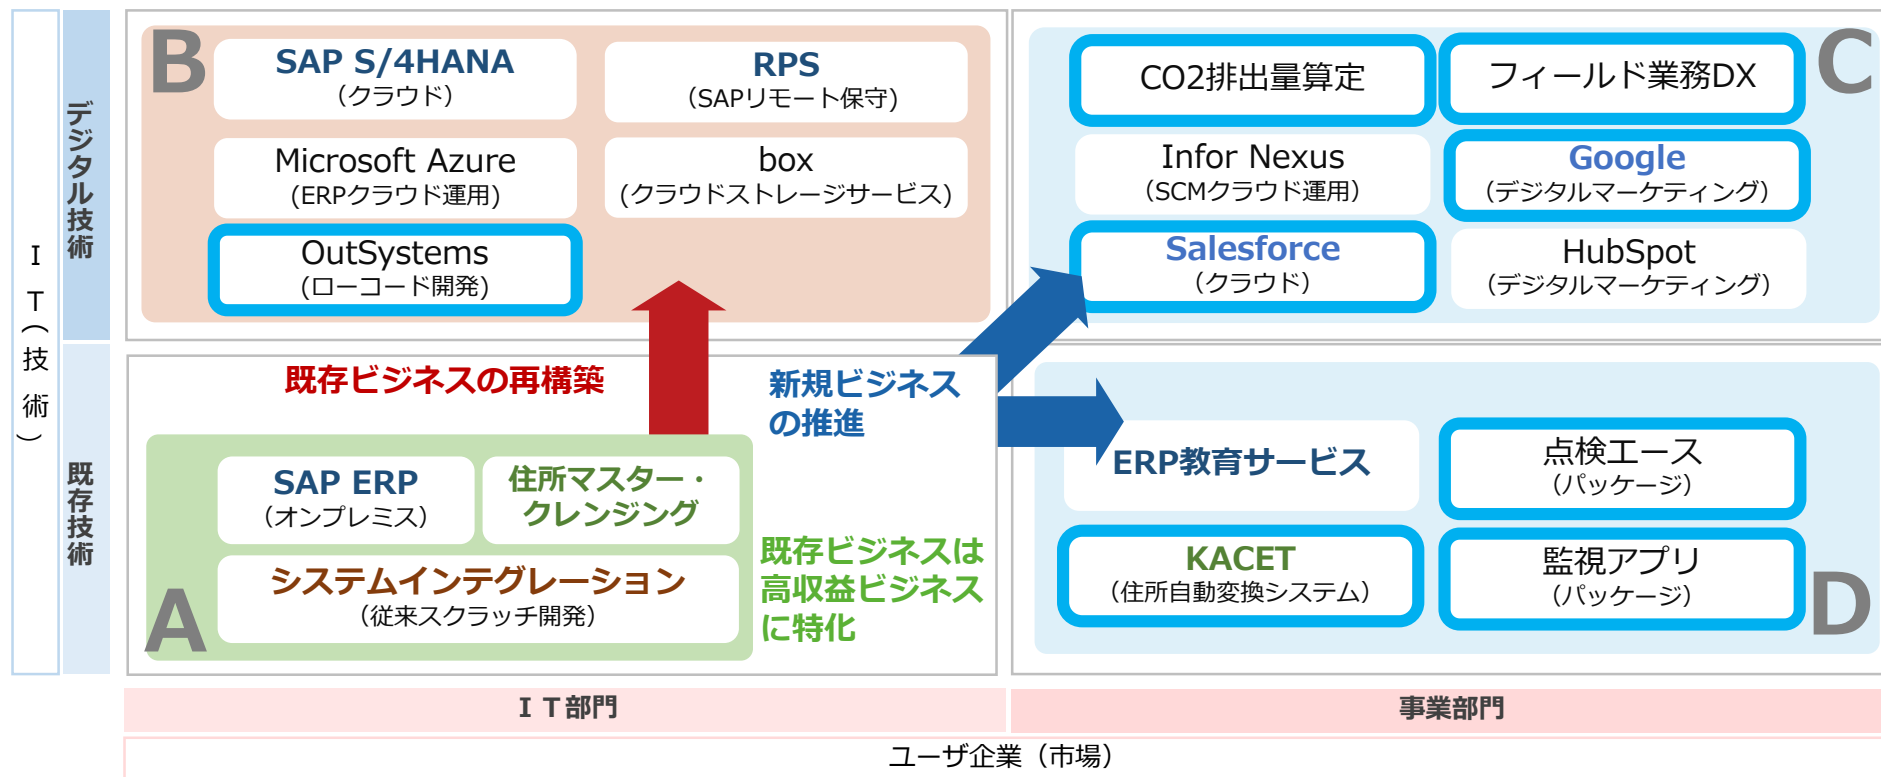 IT(技術)
デジタル技術
既存技術
B
SAP S/4HANA
(クラウド)
RPS
(SAPリモート保守)
Microsoft Azure
(ERPクラウド運用)
box
(クラウドストレージサービス)
OutSystems
(ローコード開発)
C
CO2排出量算定
フィールド業務DX
Infor Nexus
(SCMクラウド運用)
Google
(デジタルマーケティング)
Salesforce
(クラウド)
HubSpot
(デジタルマーケティング)
既存ビジネスの再構築
新規ビジネス
の推進
A
SAP ERP
(オンプレミス)
住所マスター・
クレンジング
システムインテグレーション
(従来スクラッチ開発)
既存ビジネスは
高収益ビジネス
に特化
D
ERP教育サービス
点検エース
(パッケージ)
KACET
(住所自動変換システム)
監視アプリ
(パッケージ)
IT部門
事業部門
ユーザ企業(市場)